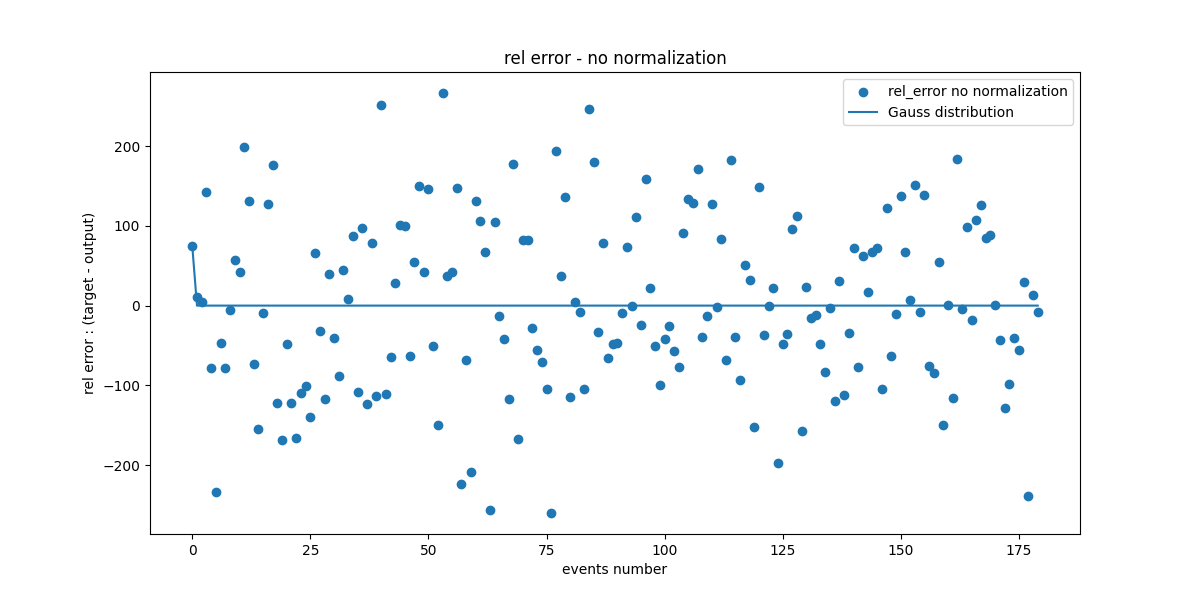 rel error - no normalization
rel_error no normalization
Gauss distribution
rel error : (target - output)
200
100
0
−100
−200
0 25 50 75 100 125 150 175
events number